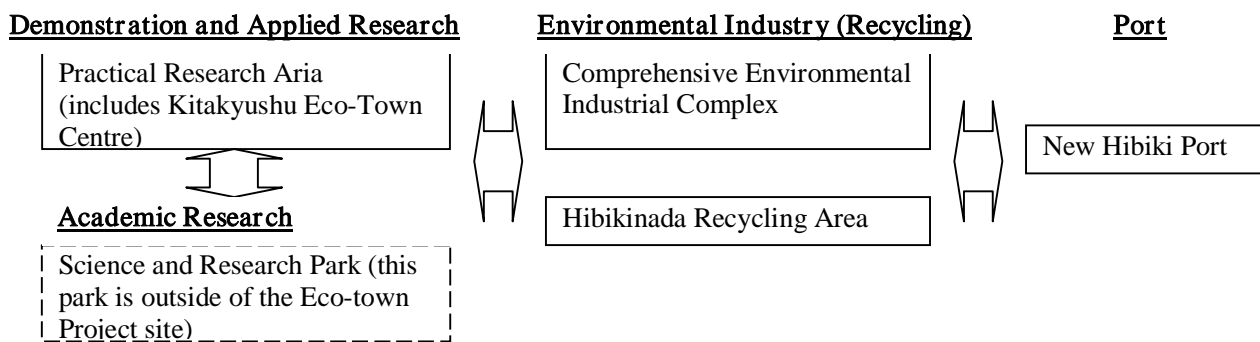 Demonstration and Applied Research
Practical Research Aria
(includes Kitakyushu Eco-Town
Centre)
Academic Research
Science and Research Park (this
park is outside of the Eco-town
Project site)
Environmental Industry (Recycling)
Comprehensive Environmental
Industrial Complex
Hibikinada Recycling Area
Port
New Hibiki Port